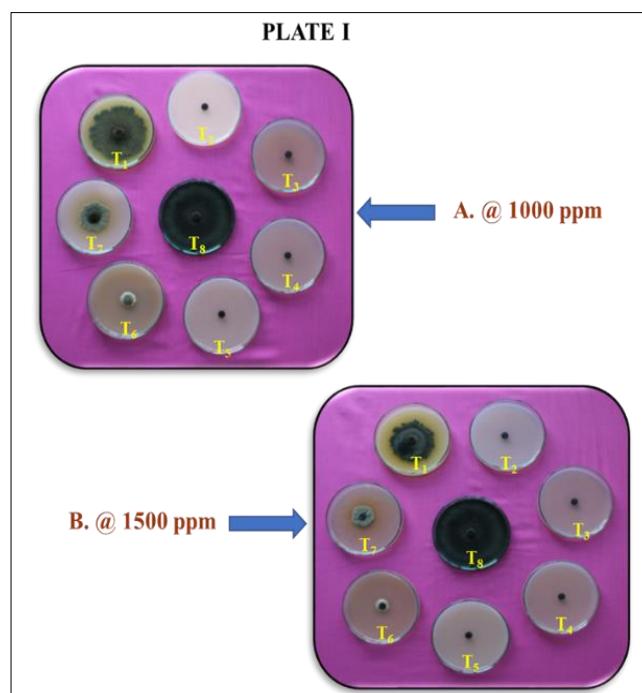 PLATE I
T₁
T₂
T₃
T₄
T₅
T₆
T₇
T₈
A. @ 1000 ppm
B. @ 1500 ppm
T₁
T₂
T₃
T₄
T₅
T₆
T₇
T₈